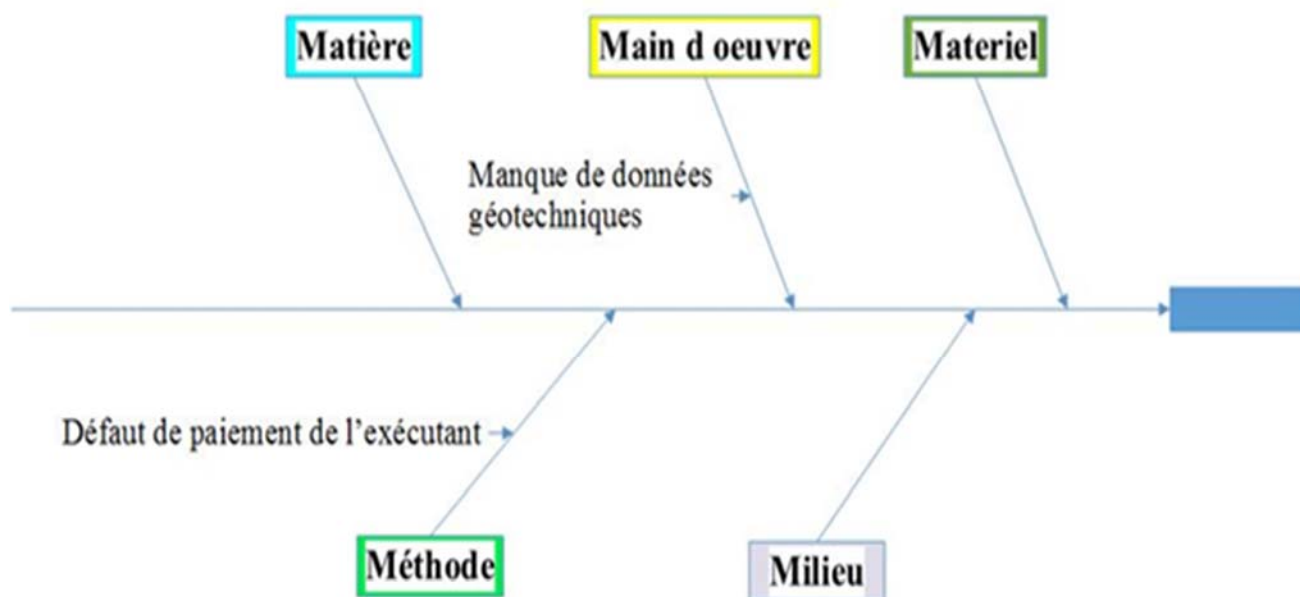 Matière
Main d oeuvre
Materiel
Manque de données
géotechniques
Défaut de paiement de l’exécutant
Méthode
Milieu